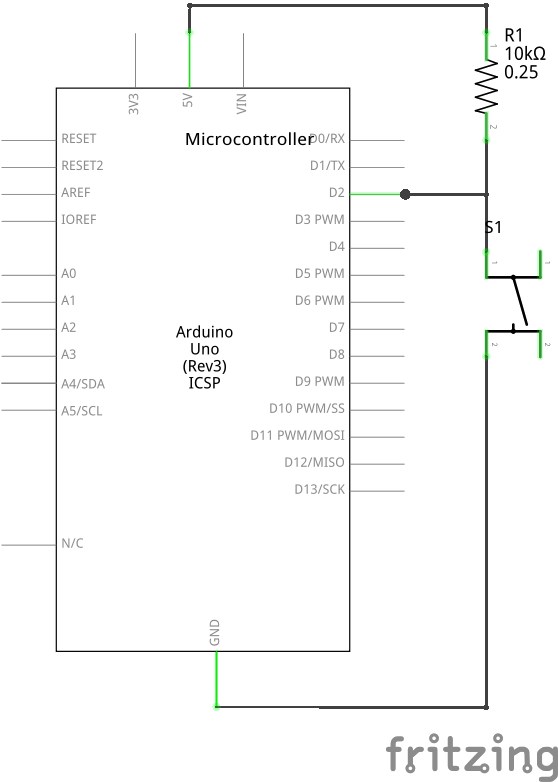 R1
10kΩ
0.25
1
2
3V3
5V
VIN
Microcontroller
RESET
RESET2
AREF
IOREF
A0
A1
A2
A3
A4/SDA
A5/SCL
N/C
Arduino
Uno
(Rev3)
ICSP
D0/RX
D1/TX
D2
D3 PWM
D4
D5 PWM
D6 PWM
D7
D8
D9 PWM
D10 PWM/SS
D11 PWM/MOSI
D12/MISO
D13/SCK
GND
S1
1
1
2
2
fritzing